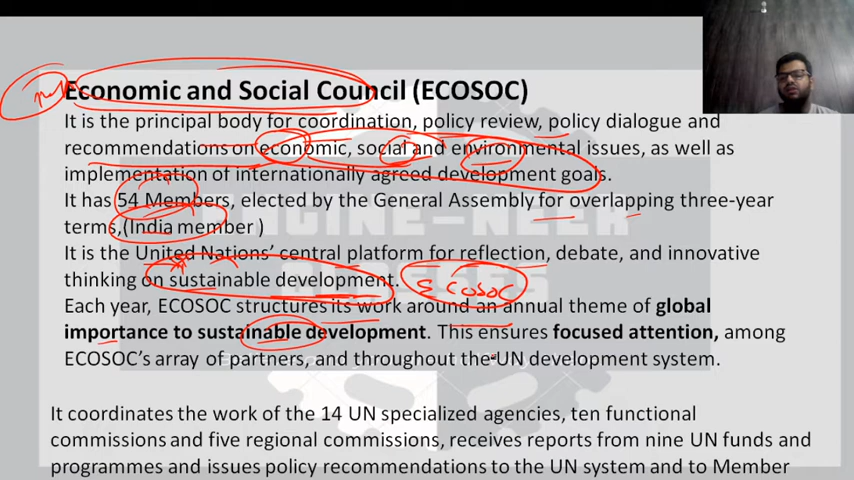 Economic and Social Council (ECOSOC)
It is the principal body for coordination, policy review, policy dialogue and
recommendations on economic, social and environmental issues, as well as
implementation of internationally agreed development goals.
It has 54 Members, elected by the General Assembly for overlapping three-year
terms,(India member )
It is the United Nations’ central platform for reflection, debate, and innovative
thinking on sustainable development.
ECOSOC
Each year, ECOSOC structures its work around an annual theme of global
importance to sustainable development. This ensures focused attention, among
ECOSOC’s array of partners, and throughout the UN development system.
It coordinates the work of the 14 UN specialized agencies, ten functional
commissions and five regional commissions, receives reports from nine UN funds and
programmes and issues policy recommendations to the UN system and to Member